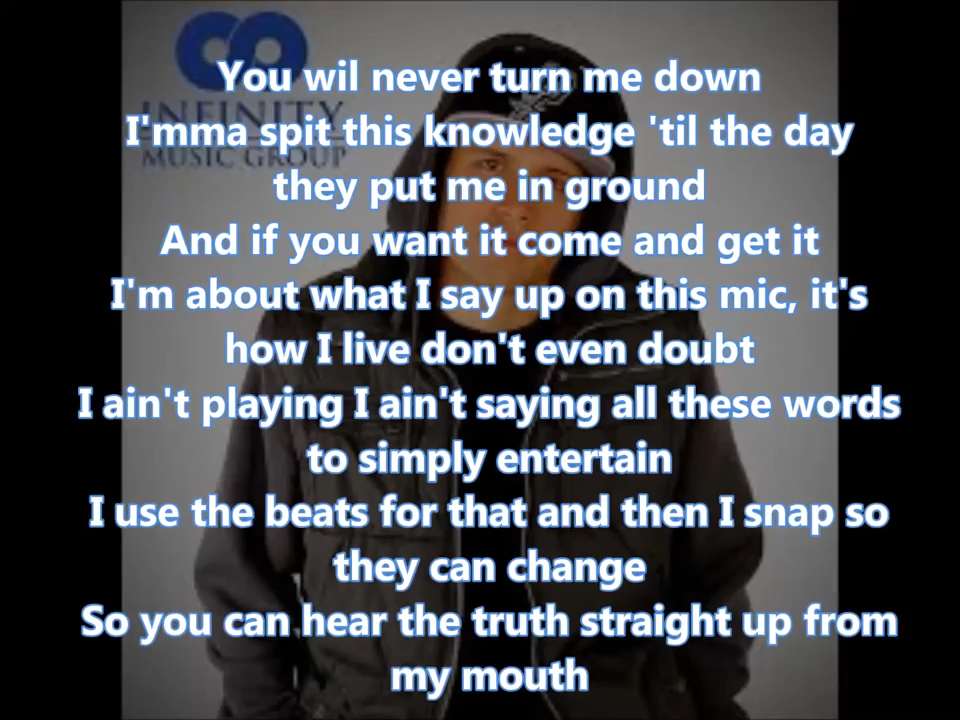 INFINITY
MUSIC GROUP
You wil never turn me down
I'mma spit this knowledge 'til the day
they put me in ground
And if you want it come and get it
I'm about what I say up on this mic, it's
how I live don't even doubt
I ain't playing I ain't saying all these words
to simply entertain
I use the beats for that and then I snap so
they can change
So you can hear the truth straight up from
my mouth